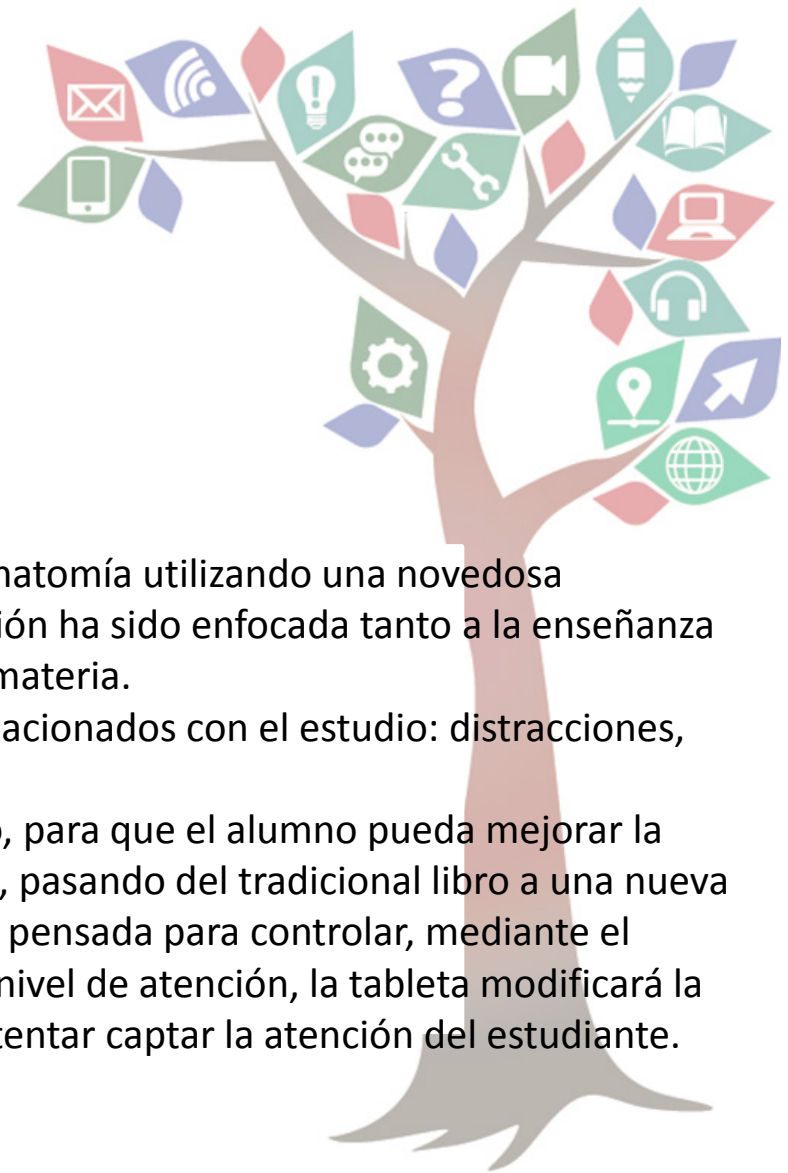 natomía utilizando una novedosa
ión ha sido enfocada tanto a la enseñanza
materia.
acionados con el estudio: distracciones,
o, para que el alumno pueda mejorar la
, pasando del tradicional libro a una nueva
pensada para controlar, mediante el
nivel de atención, la tableta modificará la
tentar captar la atención del estudiante.